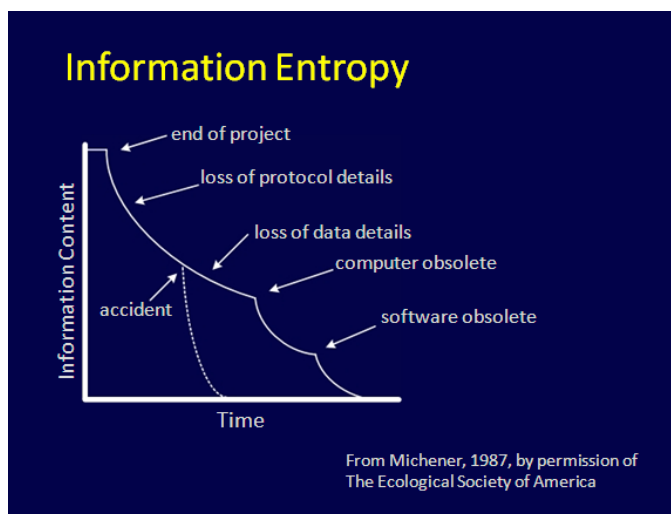 Information Entropy
end of project
loss of protocol details
loss of data details
computer obsolete
accident
software obsolete
Information Content
Time
From Michener, 1987, by permission of
The Ecological Society of America